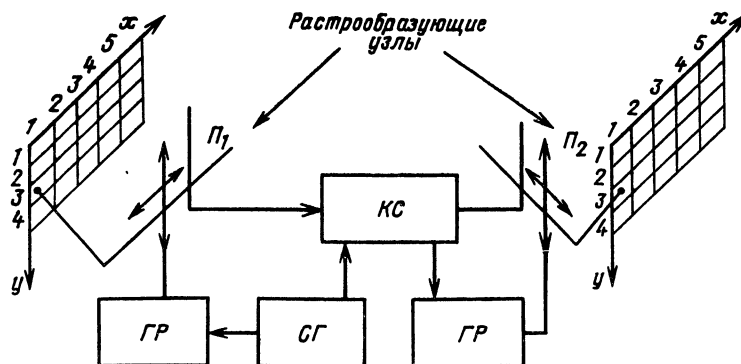 Растрообразующие
узлы
x
1 2 3 4 5
1
2
3
4
y
П₁
КС
П₂
x
1 2 3 4 5
1
2
3
4
y
ГР
СГ
ГР